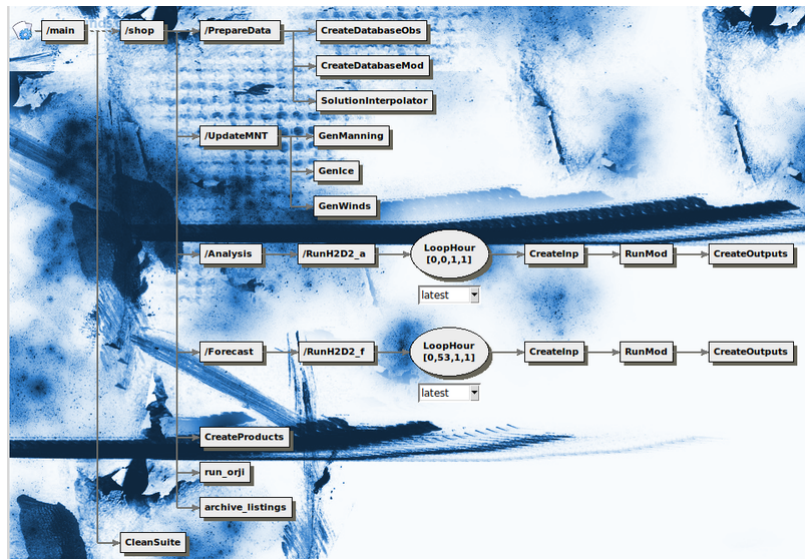 /main
/shop
/PrepareData
CreateDatabaseObs
CreateDatabaseMod
SolutionInterpolator
/UpdateMNT
GenManning
GenIce
GenWinds
/Analysis
/RunH2D2_a
LoopHour
[0,0,1,1]
CreateInp
RunMod
CreateOutputs
latest
/Forecast
/RunH2D2_f
LoopHour
[0,53,1,1]
CreateInp
RunMod
CreateOutputs
latest
CreateProducts
run_orji
archive_listings
CleanSuite